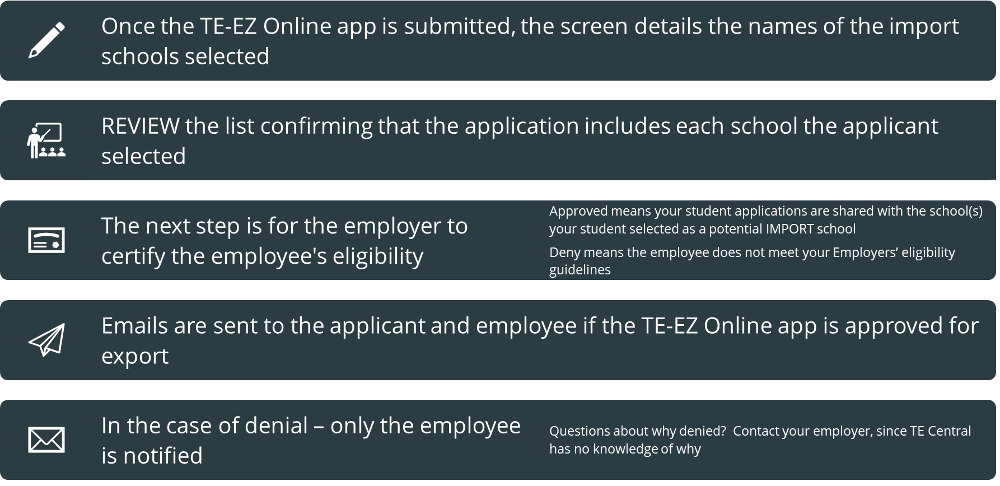 Once the TE-EZ Online app is submitted, the screen details the names of the import
schools selected
REVIEW the list confirming that the application includes each school the applicant
selected
The next step is for the employer to
certify the employee's eligibility
Approved means your student applications are shared with the school(s)
your student selected as a potential IMPORT school
Deny means the employee does not meet your Employers’ eligibility
guidelines
Emails are sent to the applicant and employee if the TE-EZ Online app is approved for
export
In the case of denial – only the employee
is notified
Questions about why denied?  Contact your employer, since TE Central
has no knowledge of why